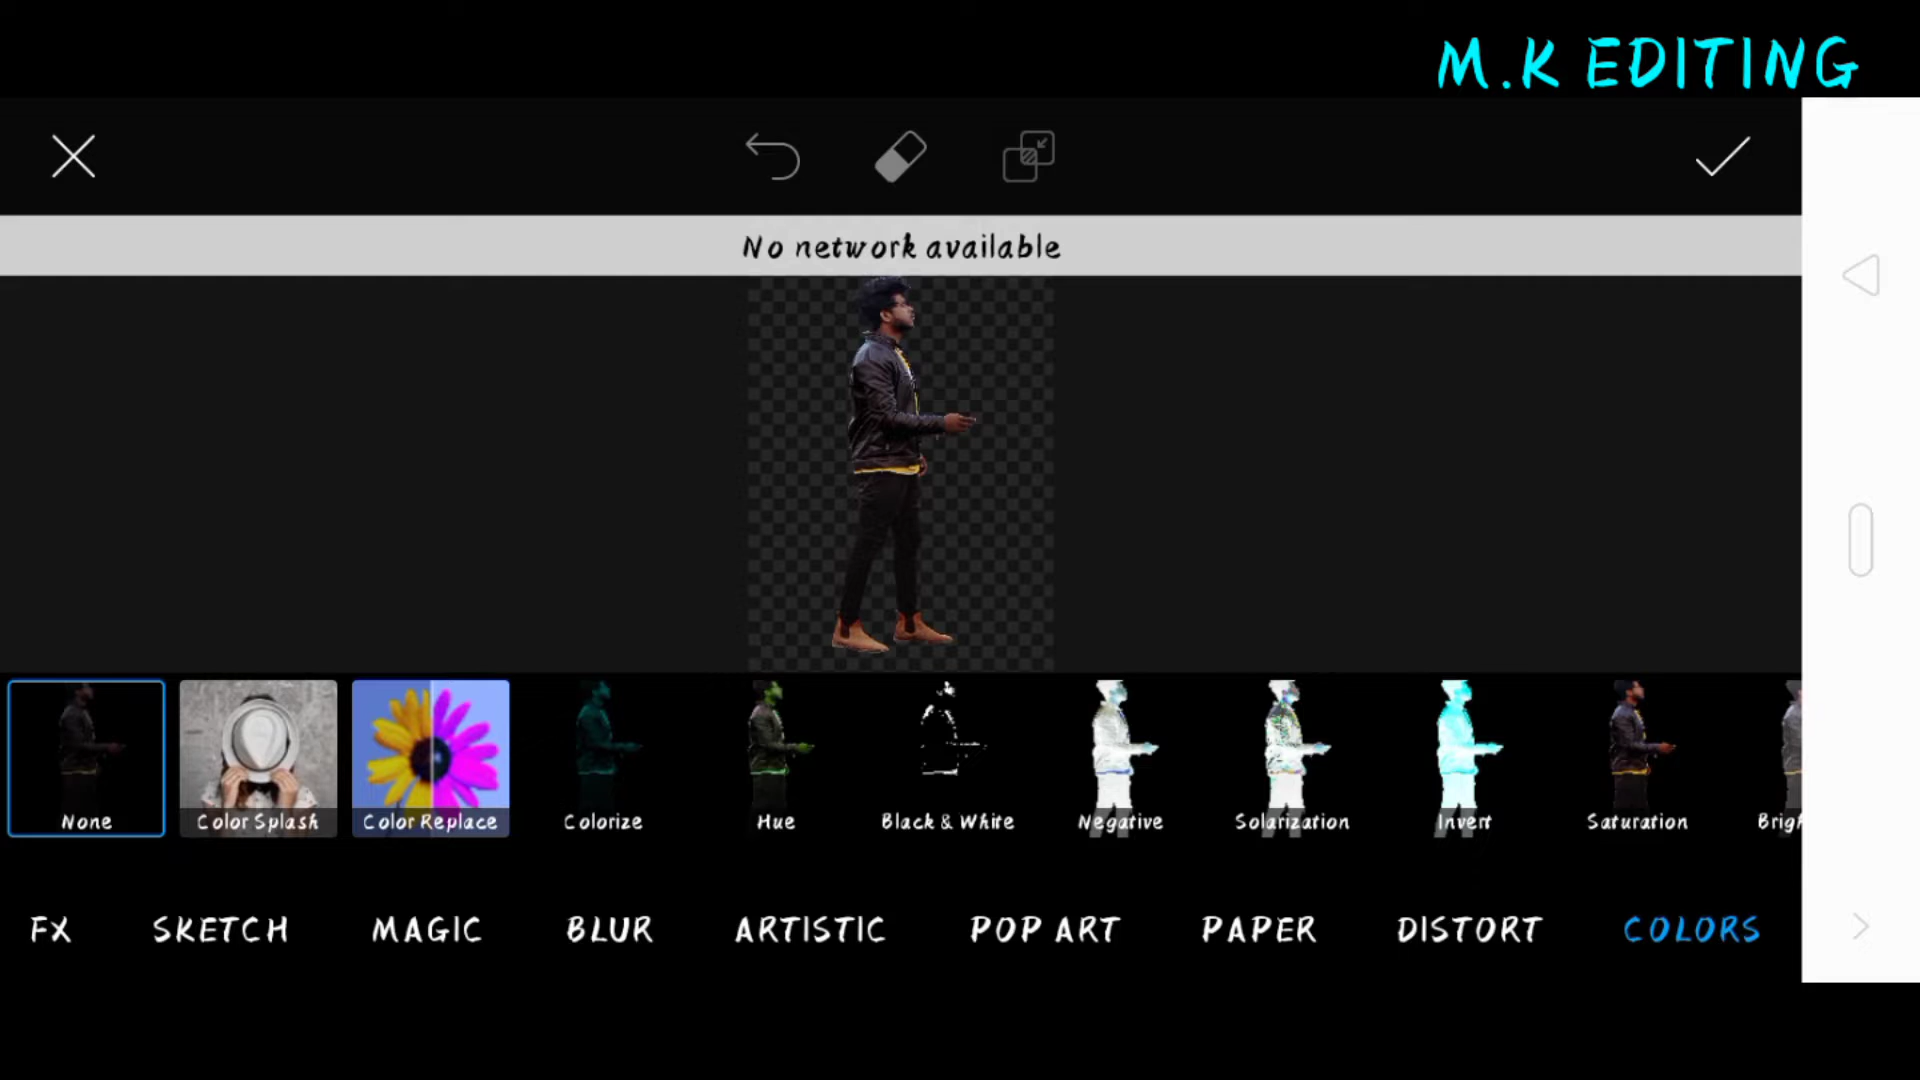 M.K EDITING
No network available
None
Color Splash
Color Replace
Colorize
Hue
Black & White
Negative
Solarization
Invert
Saturation
FX
SKETCH
MAGIC
BLUR
ARTISTIC
POP ART
PAPER
DISTORT
COLORS